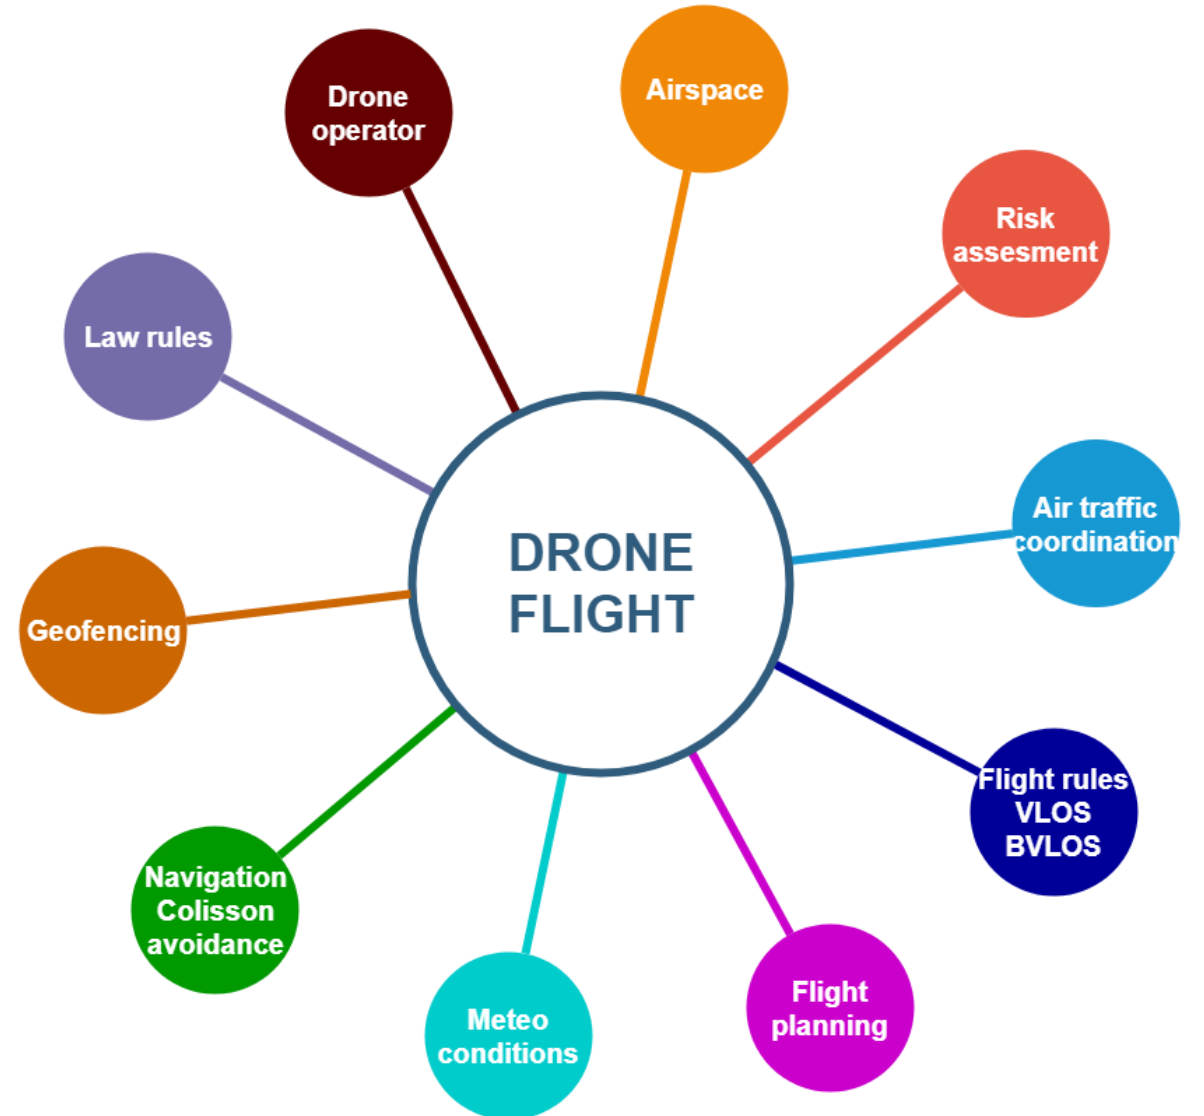 Drone
operator
Airspace
Risk
assesment
Law rules
Air traffic
coordination
DRONE
FLIGHT
Geofencing
Flight rules
VLOS
BVLOS
Navigation
Colisson
avoidance
Flight
planning
Meteo
conditions